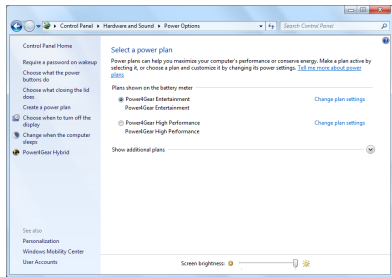 Control Panel ▸ Hardware and Sound ▸ Power Options
Search Control Panel
Control Panel Home
Require a password on wakeup
Choose what the power
buttons do
Choose what closing the lid
does
Create a power plan
Choose when to turn off the
display
Change when the computer
sleeps
Power4Gear Hybrid
See also
Personalization
Windows Mobility Center
User Accounts
Select a power plan
Power plans can help you maximize your computer's performance or conserve energy. Make a plan active by
selecting it, or choose a plan and customize it by changing its power settings. Tell me more about power
plans
Plans shown on the battery meter
Power4Gear Entertainment Change plan settings
Power4Gear Entertainment
Power4Gear High Performance Change plan settings
Power4Gear High Performance
Show additional plans
Screen brightness: